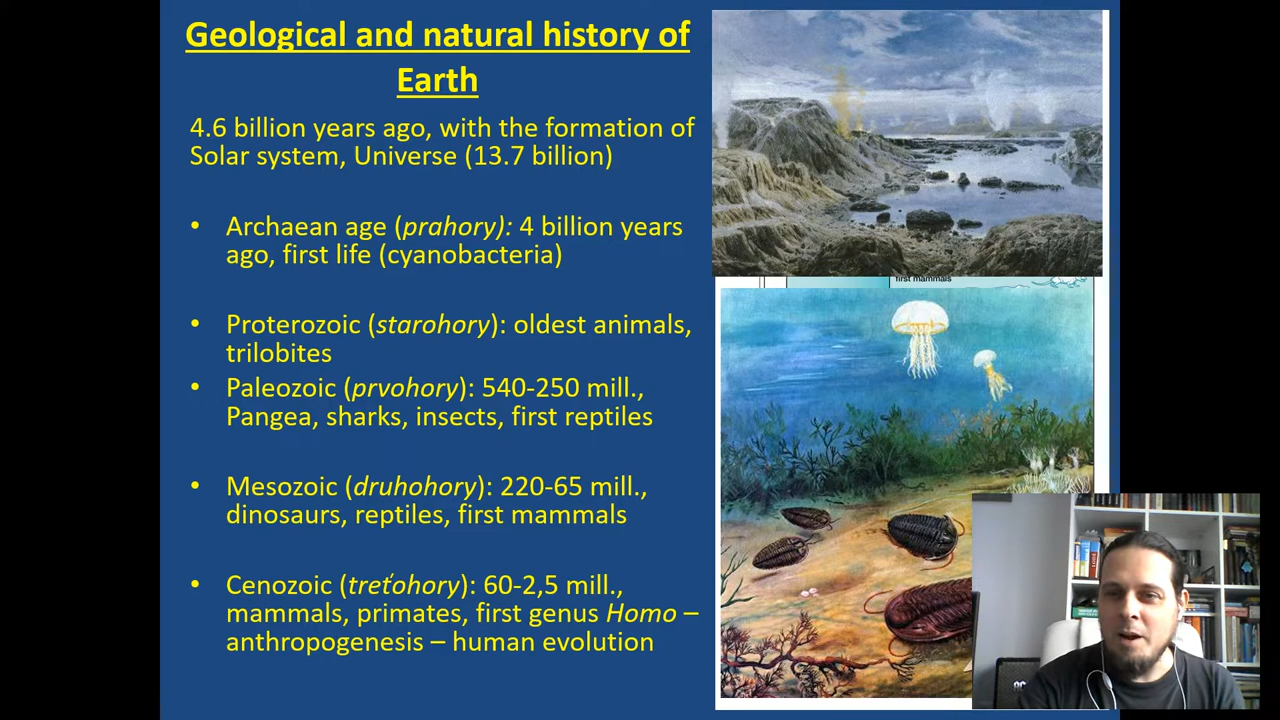 Geological and natural history of
Earth
4.6 billion years ago, with the formation of
Solar system, Universe (13.7 billion)
• Archaean age (prahory): 4 billion years
ago, first life (cyanobacteria)
• Proterozoic (starohory): oldest animals,
trilobites
• Paleozoic (prvohory): 540-250 mill.,
Pangea, sharks, insects, first reptiles
• Mesozoic (druhohory): 220-65 mill.,
dinosaurs, reptiles, first mammals
• Cenozoic (treťohory): 60-2,5 mill.,
mammals, primates, first genus Homo –
anthropogenesis – human evolution
first mammals